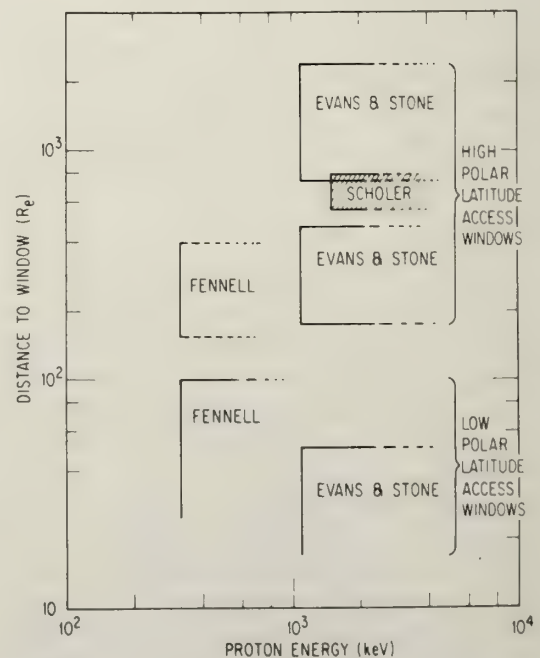 EVANS & STONE
HIGH
POLAR
LATITUDE
ACCESS
WINDOWS
10³
SCHOLER
EVANS & STONE
FENNELL
DISTANCE TO WINDOW (Rₑ)
10²
FENNELL
LOW
POLAR
LATITUDE
ACCESS
WINDOWS
EVANS & STONE
10
10²
10³
10⁴
PROTON ENERGY (keV)